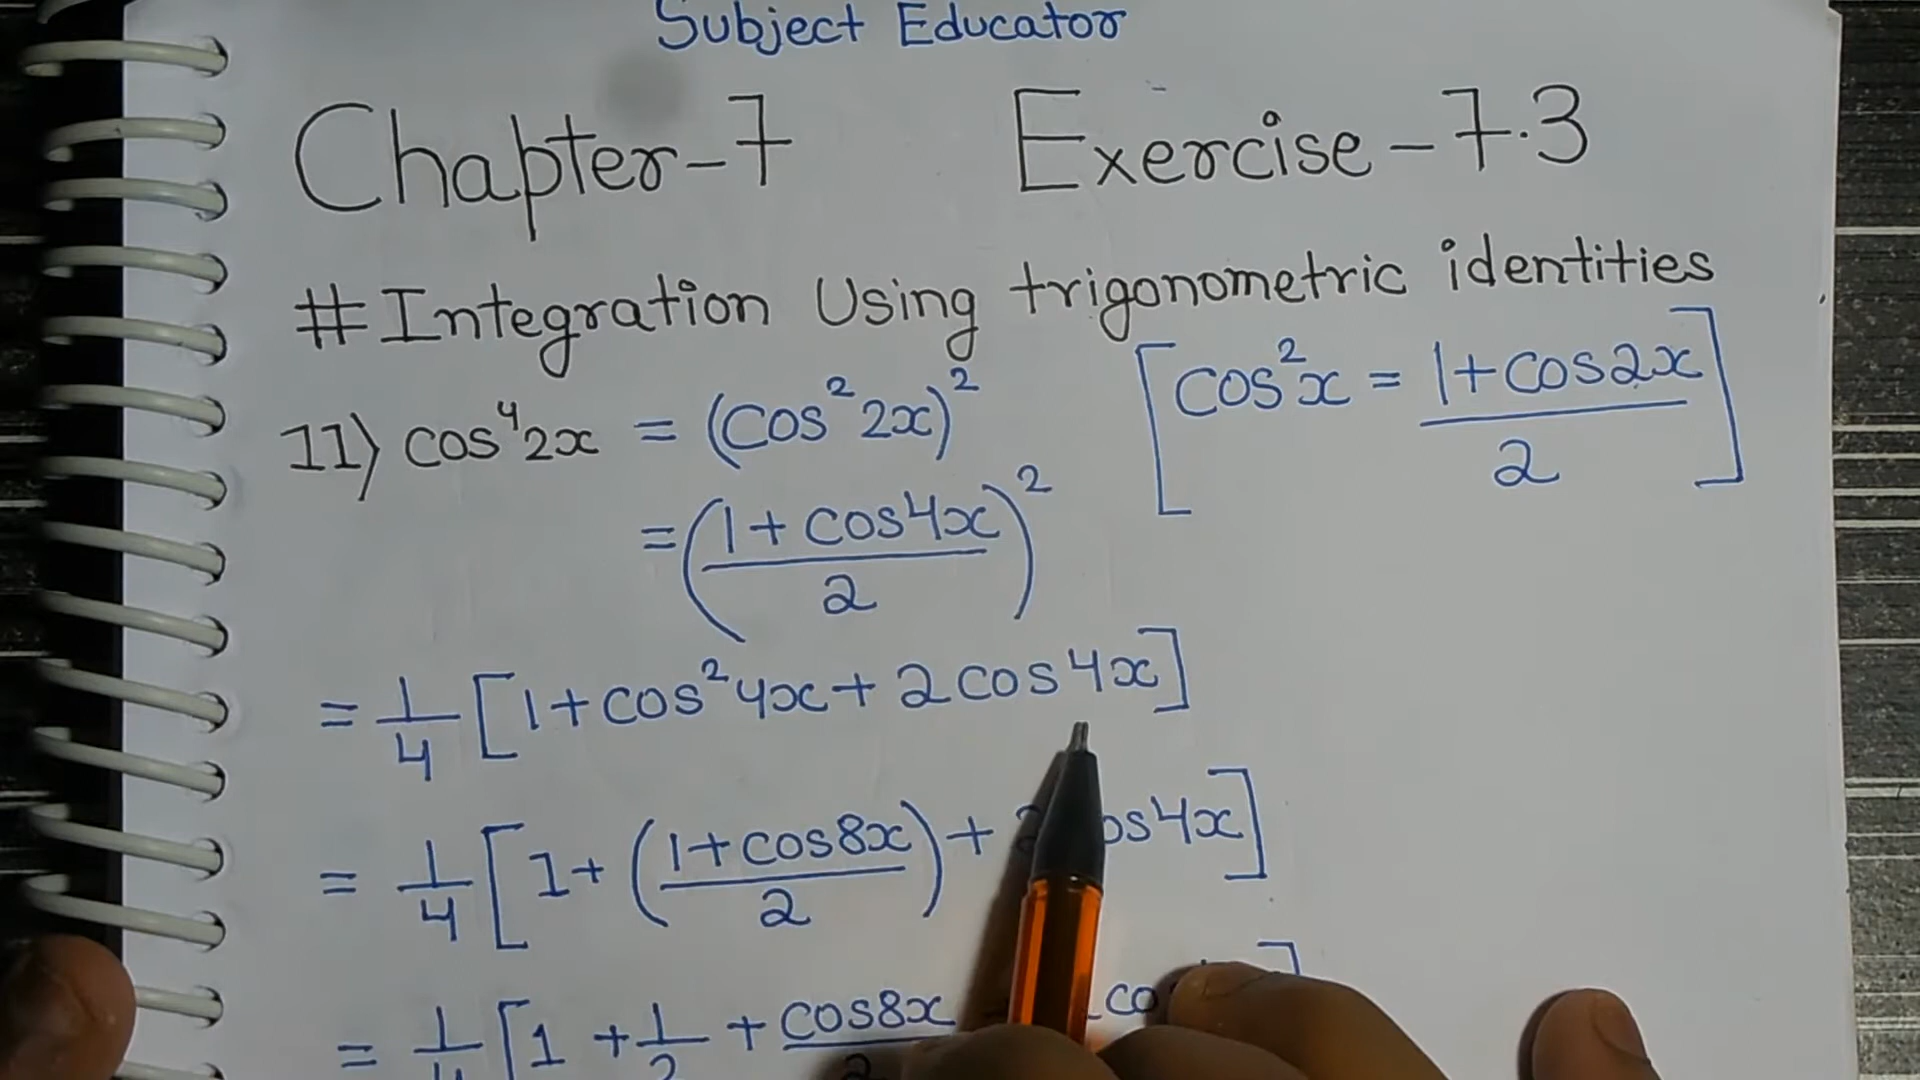 Subject Educator
Chapter-7 Exercise-7.3
#Integration Using trigonometric identities
11) cos⁴2x = (cos²2x)² [cos²x = (1+cos2x)/2]
= ((1+cos4x)/2)²
= 1/4 [1+cos²4x+2cos4x]
= 1/4 [1+((1+cos8x)/2)+ cos4x]
= 1/4 [1+1/2+cos8x/2